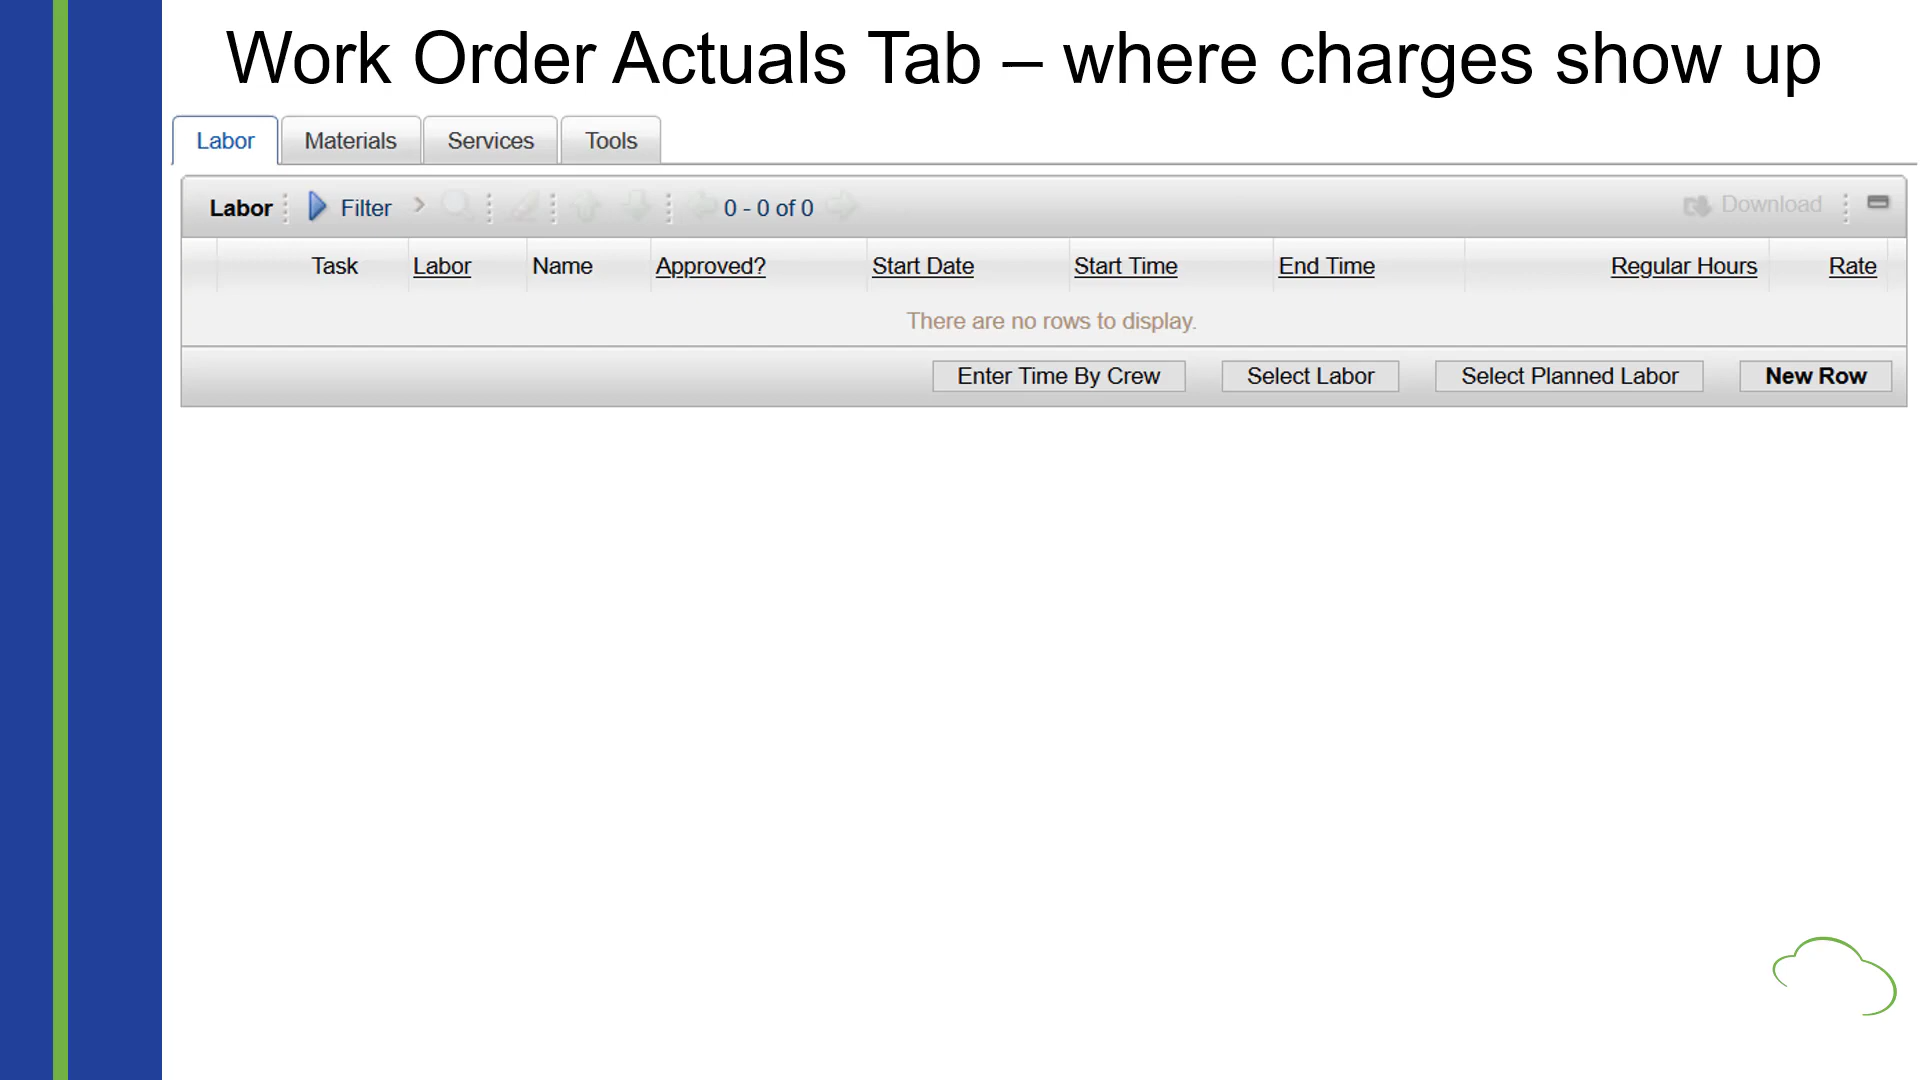 Work Order Actuals Tab – where charges show up
Labor Materials Services Tools
Labor Filter 0 - 0 of 0 Download
Task Labor Name Approved? Start Date Start Time End Time Regular Hours Rate
There are no rows to display.
Enter Time By Crew Select Labor Select Planned Labor New Row